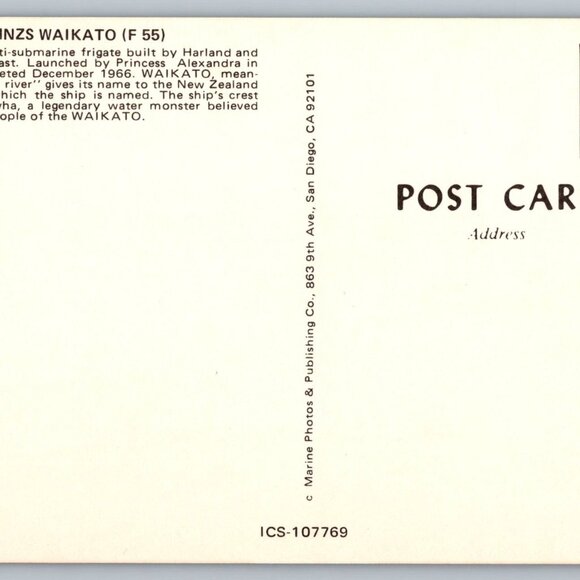 INZS WAIKATO (F 55)
ti-submarine frigate built by Harland and
ast. Launched by Princess Alexandra in
eted December 1966. WAIKATO, mean-
river" gives its name to the New Zealand
hich the ship is named. The ship's crest
wha, a legendary water monster believed
ople of the WAIKATO.
c Marine Photos & Publishing Co., 863 9th Ave., San Diego, CA 92101
POST CAR
Address
ICS-107769